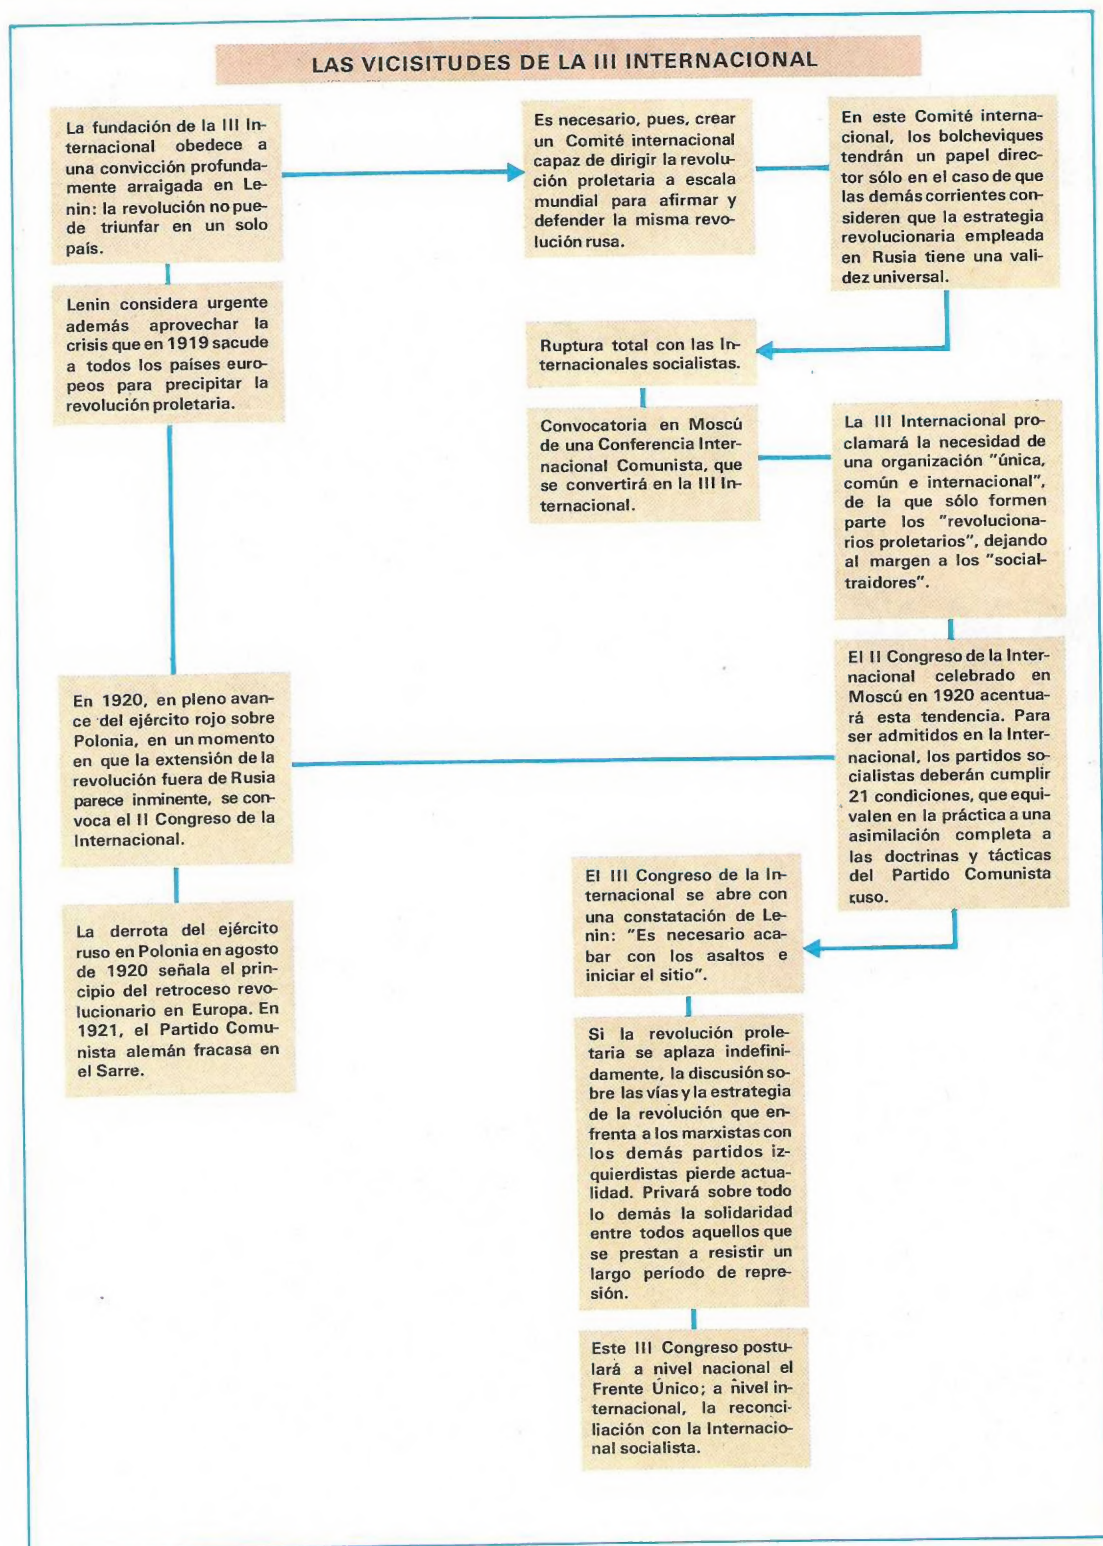 LAS VICISITUDES DE LA III INTERNACIONAL
La fundación de la III In-
ternacional obedece a
una convicción profunda-
mente arraigada en Le-
nin: la revolución no pue-
de triunfar en un solo
país.
Lenin considera urgente
además aprovechar la
crisis que en 1919 sacude
a todos los países euro-
peos para precipitar la
revolución proletaria.
Es necesario, pues, crear
un Comité internacional
capaz de dirigir la revolu-
ción proletaria a escala
mundial para afirmar y
defender la misma revo-
lución rusa.
En este Comité interna-
cional, los bolcheviques
tendrán un papel direc-
tor sólo en el caso de que
las demás corrientes con-
sideren que la estrategia
revolucionaria empleada
en Rusia tiene una vali-
dez universal.
Ruptura total con las In-
ternacionales socialistas.
Convocatoria en Moscú
de una Conferencia Inter-
nacional Comunista, que
se convertirá en la III In-
ternacional.
La III Internacional pro-
clamará la necesidad de
una organización "única,
común e internacional",
de la que sólo formen
parte los "revoluciona-
rios proletarios", dejando
al margen a los "social-
traidores".
En 1920, en pleno avan-
ce del ejército rojo sobre
Polonia, en un momento
en que la extensión de la
revolución fuera de Rusia
parece inminente, se con-
voca el II Congreso de la
Internacional.
La derrota del ejército
ruso en Polonia en agosto
de 1920 señala el prin-
cipio del retroceso revo-
lucionario en Europa. En
1921, el Partido Comu-
nista alemán fracasa en
el Sarre.
El II Congreso de la Inter-
nacional celebrado en
Moscú en 1920 acentua-
rá esta tendencia. Para
ser admitidos en la Inter-
nacional, los partidos so-
cialistas deberán cumplir
21 condiciones, que equi-
valen en la práctica a una
asimilación completa a
las doctrinas y tácticas
del Partido Comunista
ruso.
El III Congreso de la In-
ternacional se abre con
una constatación de Le-
nin: "Es necesario aca-
bar con los asaltos e
iniciar el sitio".
Si la revolución prole-
taria se aplaza indefini-
damente, la discusión so-
bre las vías y la estrategia
de la revolución que en-
frenta a los marxistas con
los demás partidos iz-
quierdistas pierde actua-
lidad. Privará sobre todo
lo demás la solidaridad
entre todos aquellos que
se prestan a resistir un
largo período de repre-
sión.
Este III Congreso postu-
lará a nivel nacional el
Frente Único; a nivel in-
ternacional, la reconci-
liación con la Internacio-
nal socialista.